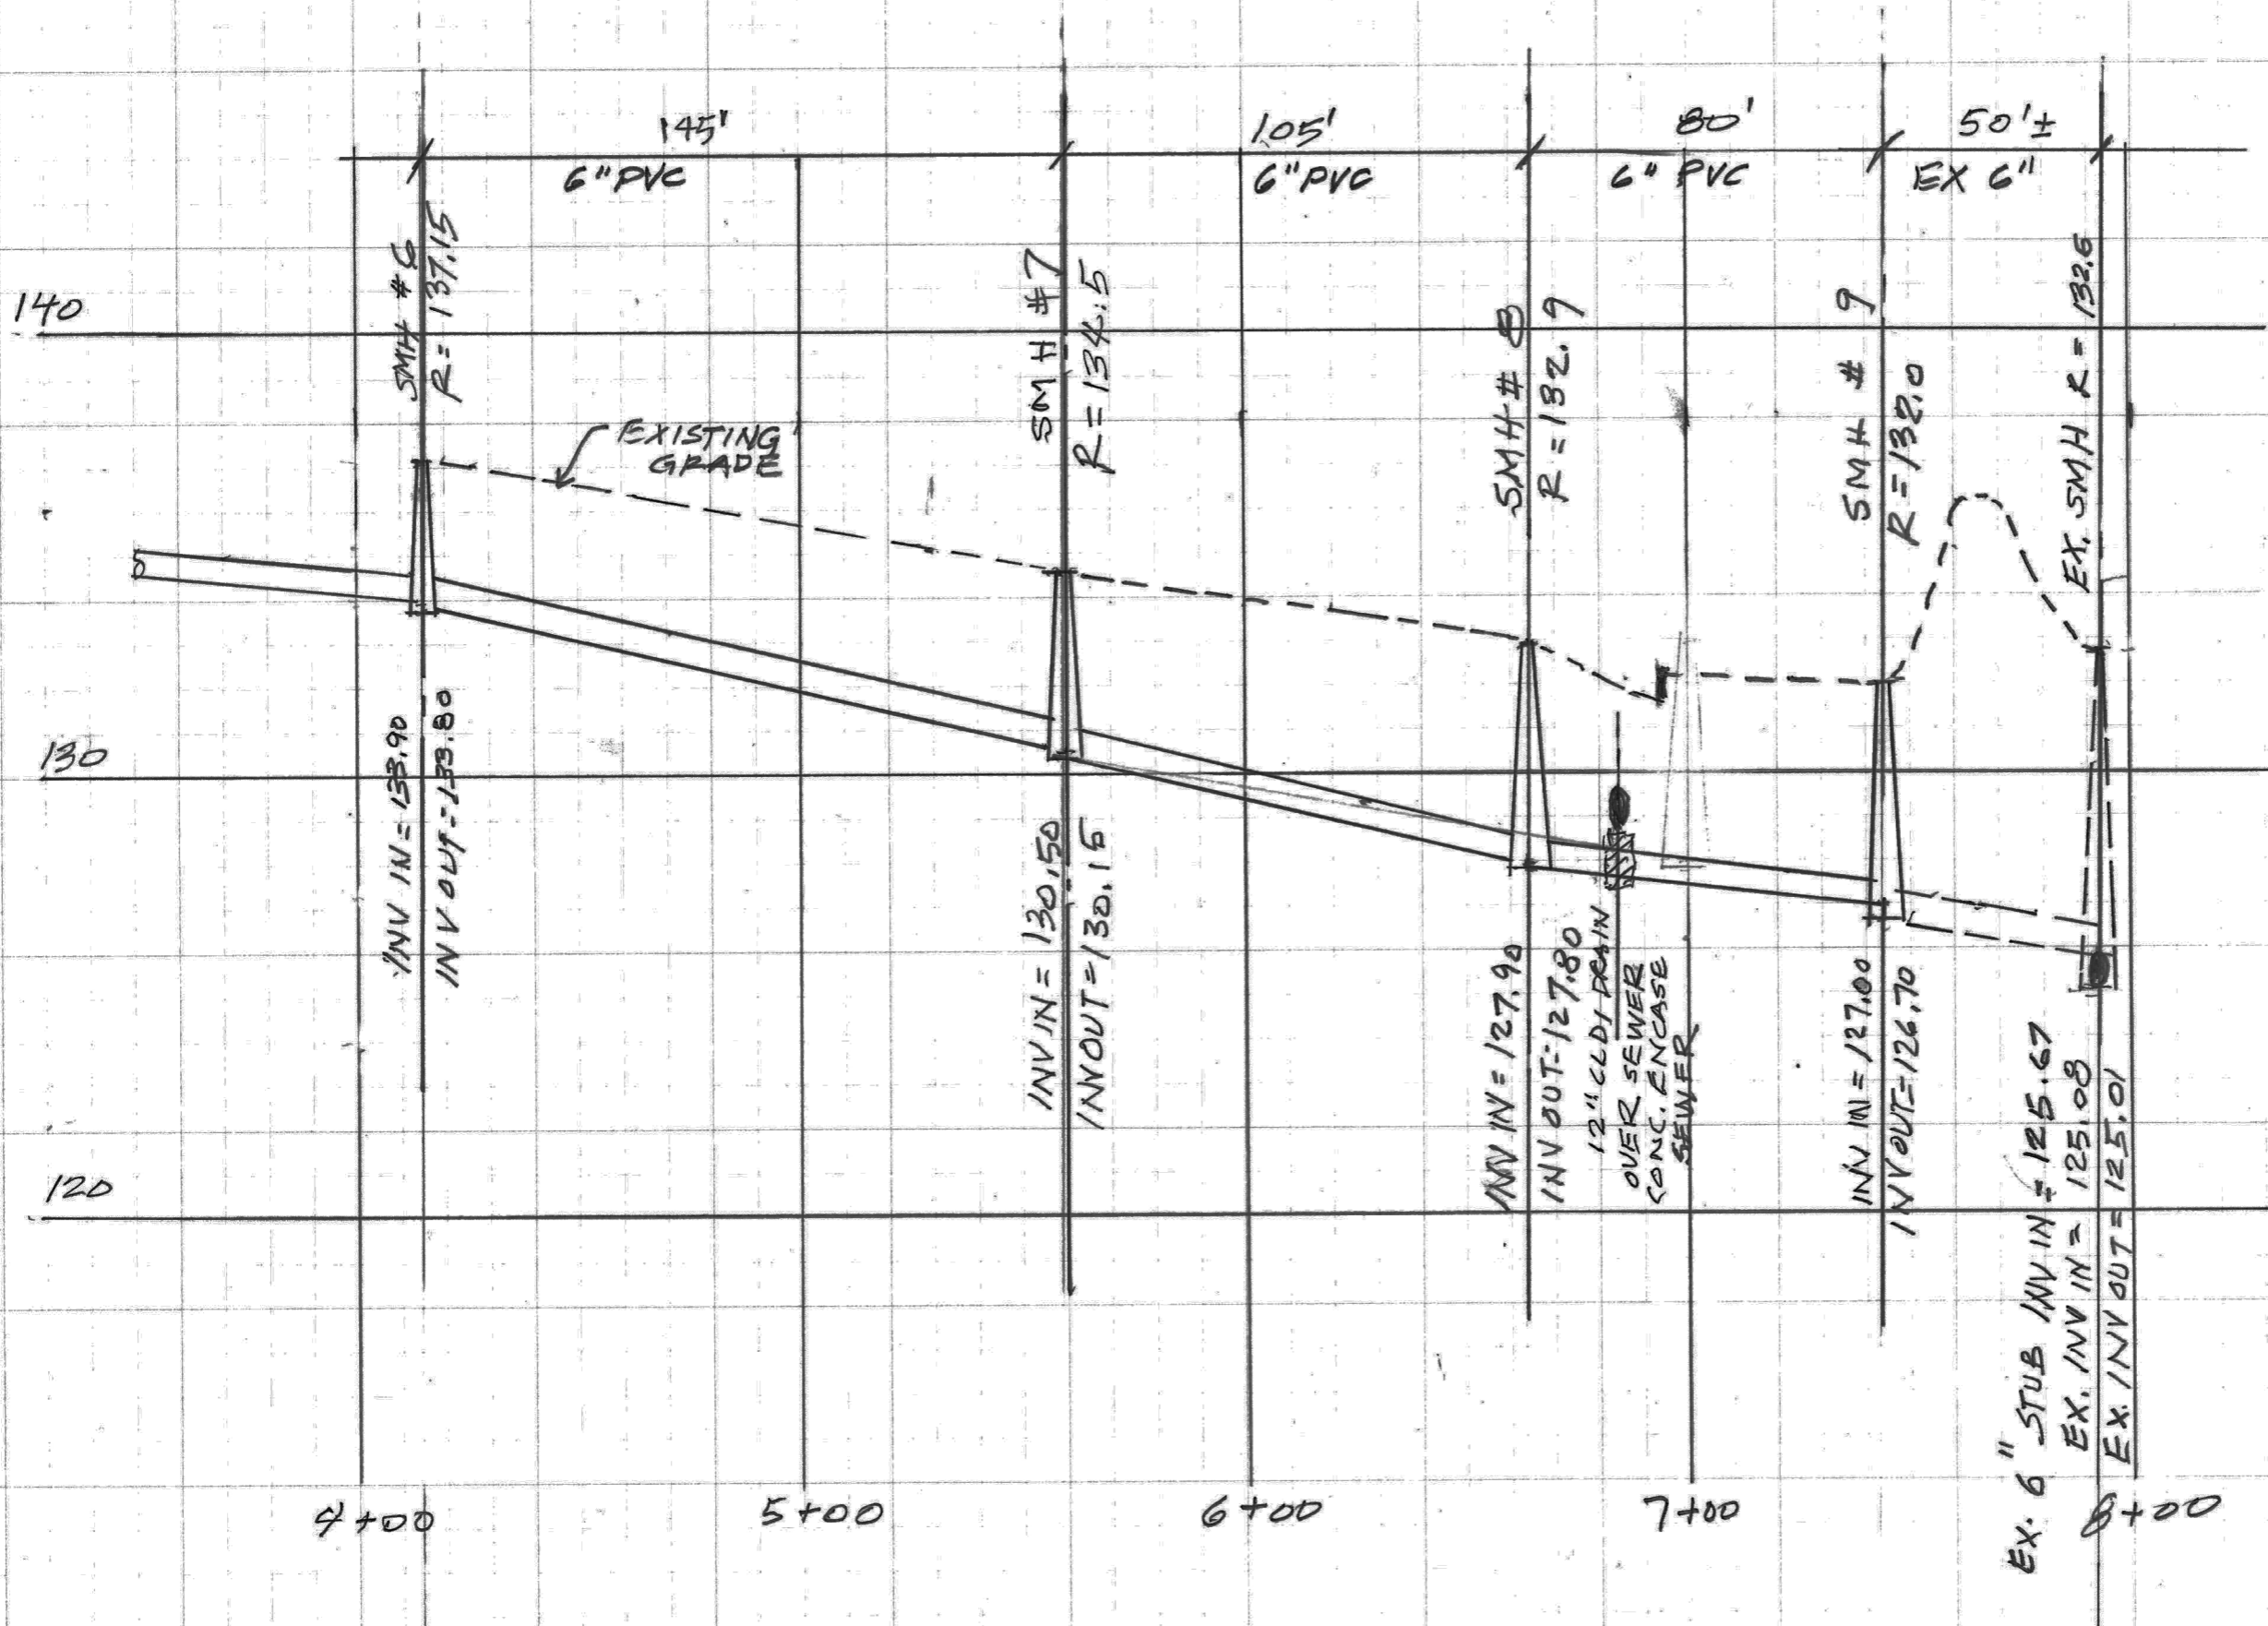 145'
6" PVC
105'
6" PVC
80'
6" PVC
50'±
EX 6"
140
130
120
SMH # 6
R= 137.15
EXISTING
GRADE
SMH #7
R=134.5
SMH # 8
R=132.9
SMH # 9
R=132.0
EX. SMH R=132.6
INV IN=133.90
INV OUT=133.80
INV IN= 130.50
INV OUT=130.15
INV IN= 127.90
INV OUT=127.80
12" CLDI DRAIN
OVER SEWER
CONC. ENCASE
SEWER
INV IN = 127.00
INV OUT=126.70
EX. 6" STUB INV IN= 125.67
EX. INV IN= 125.08
EX. INV OUT= 125.01
4+00
5+00
6+00
7+00
8+00